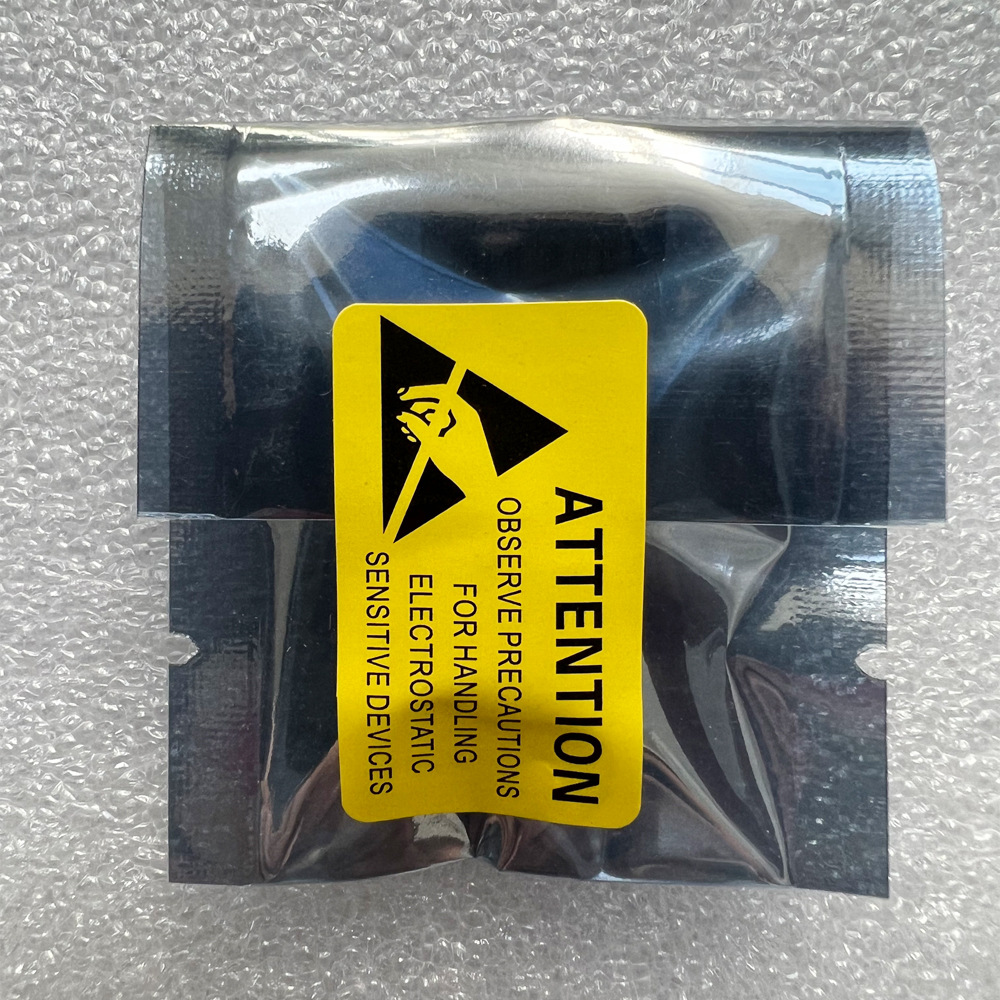 ATTENTION
OBSERVE PRECAUTIONS
FOR HANDLING
ELECTROSTATIC
SENSITIVE DEVICES